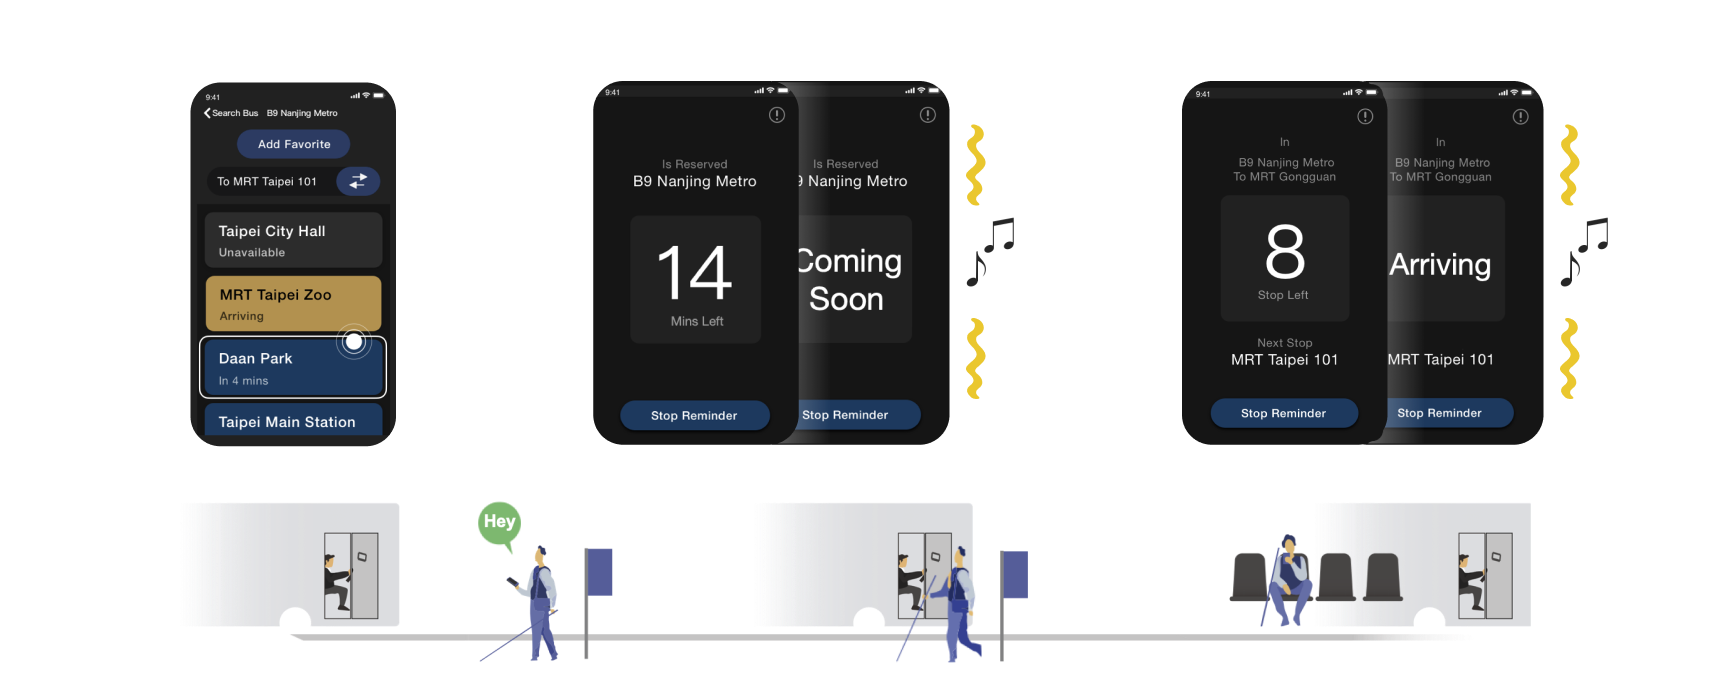 9:41
Search Bus B9 Nanjing Metro
Add Favorite
To MRT Taipei 101
Taipei City Hall
Unavailable
MRT Taipei Zoo
Arriving
Daan Park
In 4 mins
Taipei Main Station
9:41
Is Reserved
B9 Nanjing Metro
14
Mins Left
Stop Reminder
Is Reserved
9 Nanjing Metro
Coming
Soon
Stop Reminder
9:41
In
B9 Nanjing Metro
To MRT Gongguan
8
Stop Left
Next Stop
MRT Taipei 101
Stop Reminder
In
B9 Nanjing Metro
To MRT Gongguan
Arriving
MRT Taipei 101
Stop Reminder
Hey